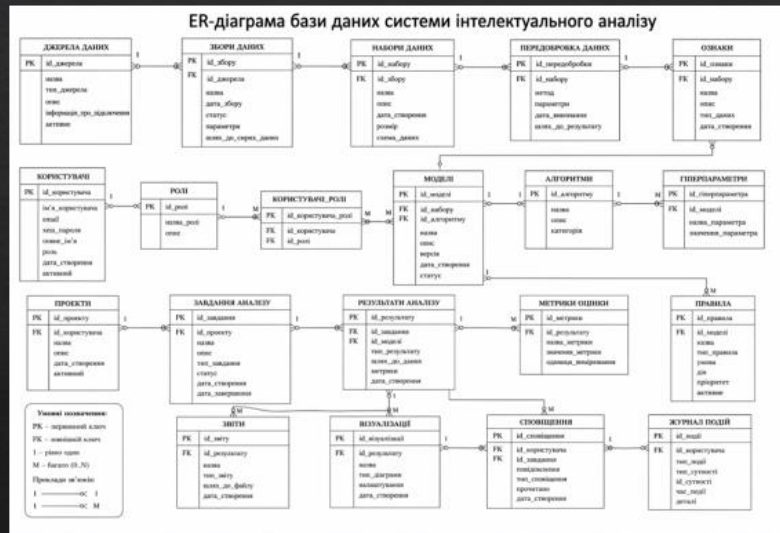 ER-діаграма бази даних системи інтелектуального аналізу
ДЖЕРЕЛА ДАНИХ
PK id_джерела
назва
тип_джерела
опис
інформація_про_підключення
активне
ЗБОРИ ДАНИХ
PK id_збору
FK id_джерела
назва
дата_збору
статус
параметри
шлях_до_сирих_даних
НАБОРИ ДАНИХ
PK id_набору
FK id_збору
назва
опис
дата_створення
розмір
схема_даних
ПЕРЕДОБРОБКА ДАНИХ
PK id_передобробки
FK id_набору
метод
параметри
дата_виконання
шлях_до_результату
ОЗНАКИ
PK id_ознаки
FK id_набору
назва
опис
тип_даних
дата_створення
КОРИСТУВАЧІ
PK id_користувача
ім'я_користувача
email
хеш_пароля
повне_ім'я
роль
дата_створення
активний
РОЛІ
PK id_ролі
назва_ролі
опис
КОРИСТУВАЧІ_РОЛІ
PK id_користувача_ролі
FK id_користувача
FK id_ролі
МОДЕЛІ
PK id_моделі
FK id_набору
FK id_алгоритму
назва
опис
версія
дата_створення
статус
АЛГОРИТМИ
PK id_алгоритму
назва
опис
категорія
ГІПЕРПАРАМЕТРИ
PK id_гіперпараметра
FK id_моделі
назва_параметра
значення_параметра
ПРОЕКТИ
PK id_проекту
FK id_користувача
назва
опис
дата_створення
активний
ЗАВДАННЯ АНАЛІЗУ
PK id_завдання
FK id_проекту
назва
опис
тип_завдання
статус
дата_створення
дата_завершення
РЕЗУЛЬТАТИ АНАЛІЗУ
PK id_результату
FK id_завдання
FK id_моделі
тип_результату
шлях_до_даних
метрики
дата_створення
МЕТРИКИ ОЦІНКИ
PK id_метрики
FK id_результату
назва_метрики
значення_метрики
одиниця_вимірювання
ПРАВИЛА
PK id_правила
FK id_моделі
назва
тип_правила
умова
дія
пріоритет
активне
Умовні позначення:
PK – первинний ключ
FK – зовнішній ключ
1 – рівно один
M – багато (0..N)
Приклади зв'язків:
ЗВІТИ
PK id_звіту
FK id_результату
назва
тип_звіту
шлях_до_файлу
дата_створення
ВІЗУАЛІЗАЦІЇ
PK id_візуалізації
FK id_результату
назва
тип_діаграми
налаштування
дата_створення
СПОВІЩЕННЯ
PK id_сповіщення
FK id_користувача
FK id_завдання
повідомлення
тип_сповіщення
прочитано
дата_створення
ЖУРНАЛ ПОДІЙ
PK id_події
FK id_користувача
тип_події
тип_сутності
id_сутності
час_події
деталі